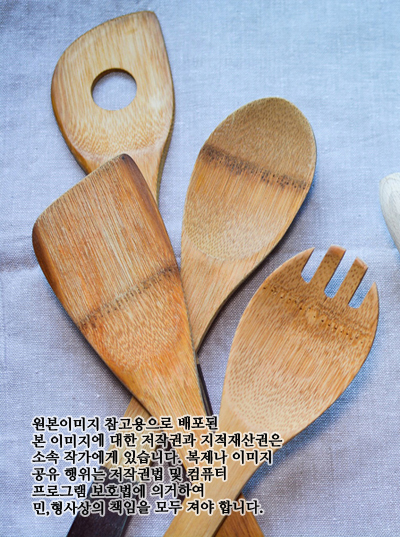 원본이미지 참고용으로 배포된
본 이미지에 대한 저작권과 지적재산권은
소속 작가에게 있습니다. 복제나 이미지
공유 행위는 저작권법 및 컴퓨터
프로그램 보호법에 의거하여
민,형사상의 책임을 모두 져야 합니다.